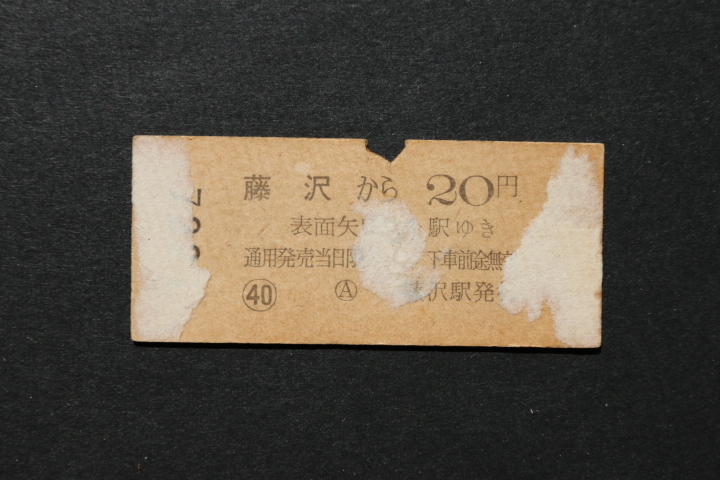 藤沢から20円
表面矢 駅ゆき
通用発売当日 下車前途無
㊵ Ⓐ 沢駅発